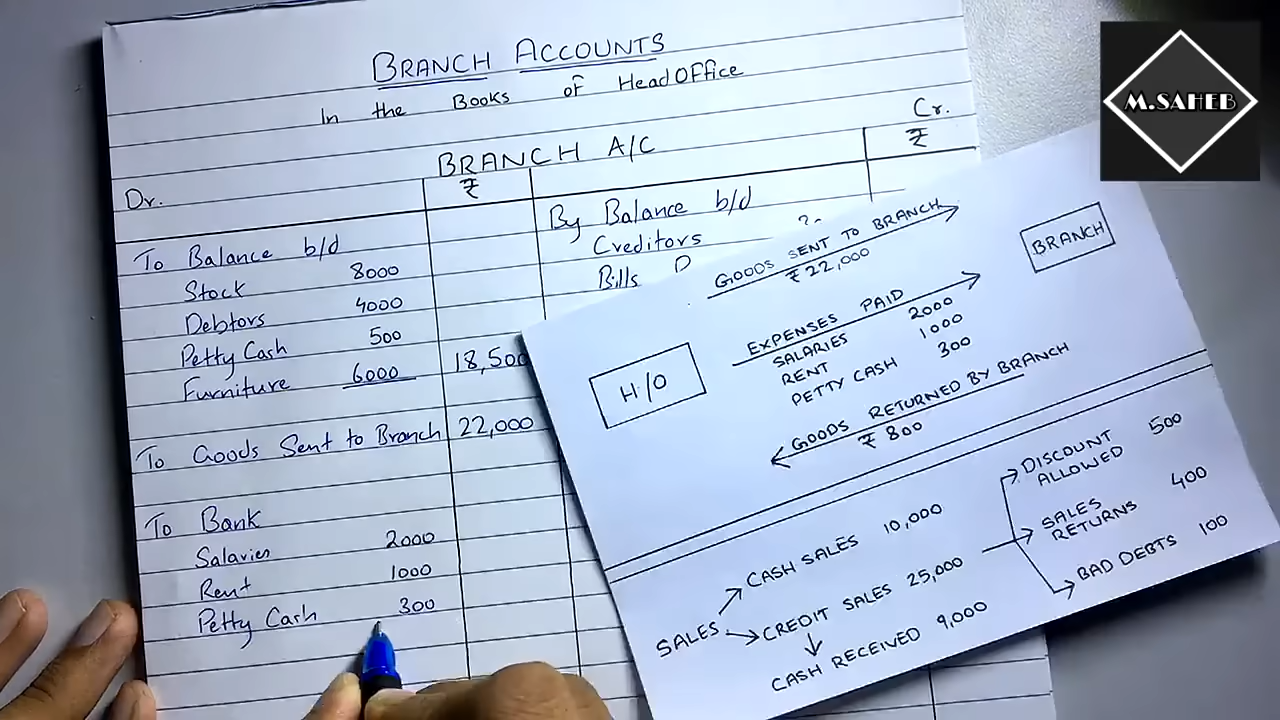 BRANCH ACCOUNTS
In the Books of Head Office
BRANCH A/C
Dr.
Cr.
₹
₹
To Balance b/d
Stock 8000
Debtors 4000
Petty Cash 500
Furniture 6000 18,500
To Goods Sent to Branch 22,000
To Bank
Salaries 2000
Rent 1000
Petty Cash 300
By Balance b/d
Creditors
Bills
H/O
BRANCH
GOODS SENT TO BRANCH
₹ 22,000
EXPENSES PAID
SALARIES 2000
RENT 1000
PETTY CASH 300
GOODS RETURNED BY BRANCH
₹ 800
SALES
CASH SALES 10,000
CREDIT SALES 25,000
CASH RECEIVED 9,000
DISCOUNT ALLOWED 500
SALES RETURNS 400
BAD DEBTS 100
M.SAHEB